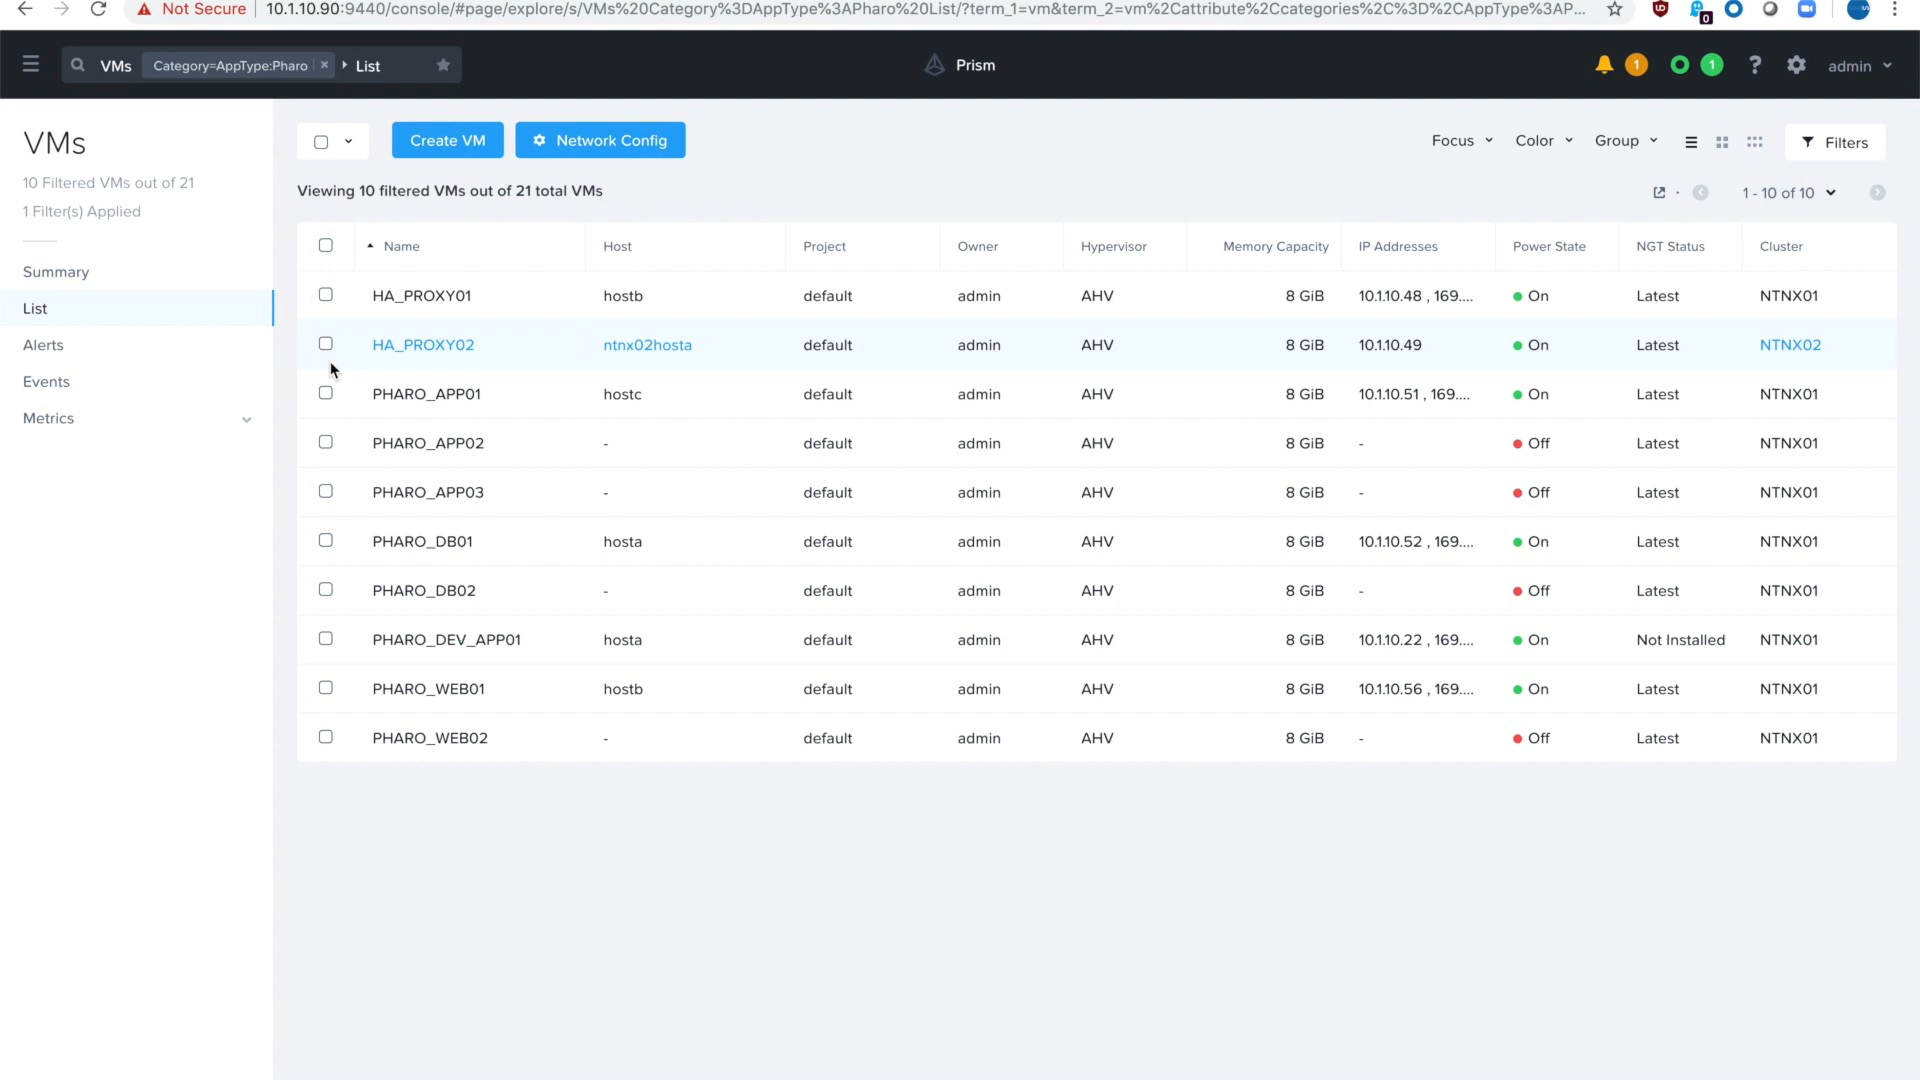 Not Secure 10.1.10.90:9440/console/#page/explore/s/VMs%20Category%3DAppType%3APharo%20List/?term_1=vm&term_2=vm%2Cattribute%2Ccategories%2C%3D%2CAppType%3AP...
0
VMs Category=AppType:Pharo × List Prism 1 1 ? admin
VMs
10 Filtered VMs out of 21
1 Filter(s) Applied
Summary
List
Alerts
Events
Metrics
Create VM Network Config Focus Color Group Filters
Viewing 10 filtered VMs out of 21 total VMs 1 - 10 of 10
Name Host Project Owner Hypervisor Memory Capacity IP Addresses Power State NGT Status Cluster
HA_PROXY01 hostb default admin AHV 8 GiB 10.1.10.48 , 169.... On Latest NTNX01
HA_PROXY02 ntnx02hosta default admin AHV 8 GiB 10.1.10.49 On Latest NTNX02
PHARO_APP01 hostc default admin AHV 8 GiB 10.1.10.51 , 169.... On Latest NTNX01
PHARO_APP02 - default admin AHV 8 GiB - Off Latest NTNX01
PHARO_APP03 - default admin AHV 8 GiB - Off Latest NTNX01
PHARO_DB01 hosta default admin AHV 8 GiB 10.1.10.52 , 169.... On Latest NTNX01
PHARO_DB02 - default admin AHV 8 GiB - Off Latest NTNX01
PHARO_DEV_APP01 hosta default admin AHV 8 GiB 10.1.10.22 , 169.... On Not Installed NTNX01
PHARO_WEB01 hostb default admin AHV 8 GiB 10.1.10.56 , 169.... On Latest NTNX01
PHARO_WEB02 - default admin AHV 8 GiB - Off Latest NTNX01